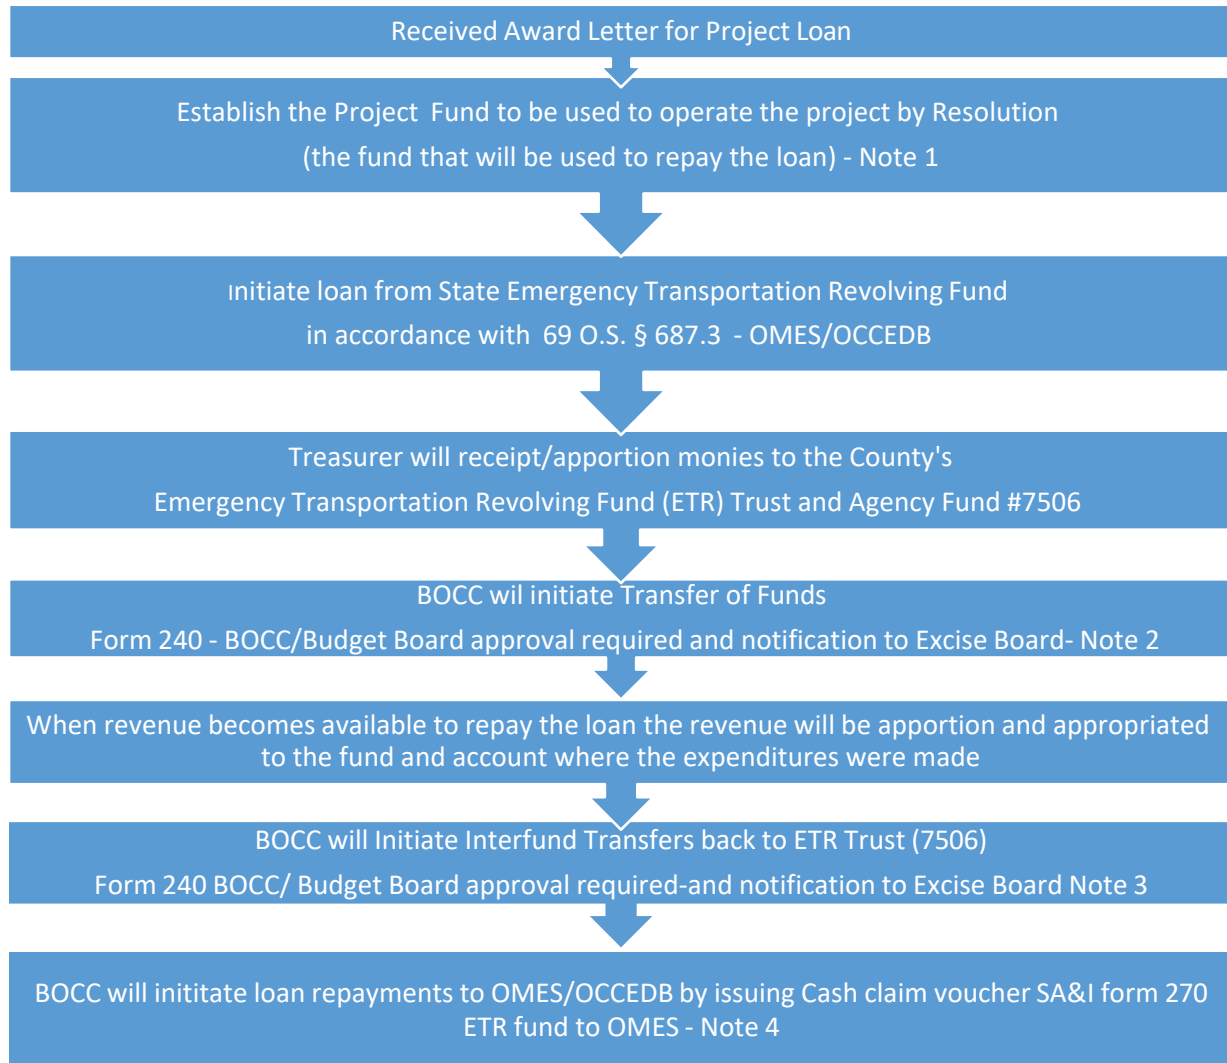 Received Award Letter for Project Loan
Establish the Project Fund to be used to operate the project by Resolution
(the fund that will be used to repay the loan) - Note 1
Initiate loan from State Emergency Transportation Revolving Fund
in accordance with 69 O.S. § 687.3 - OMES/OCCEDB
Treasurer will receipt/apportion monies to the County's
Emergency Transportation Revolving Fund (ETR) Trust and Agency Fund #7506
BOCC wil initiate Transfer of Funds
Form 240 - BOCC/Budget Board approval required and notification to Excise Board- Note 2
When revenue becomes available to repay the loan the revenue will be apportion and appropriated
to the fund and account where the expenditures were made
BOCC will Initiate Interfund Transfers back to ETR Trust (7506)
Form 240 BOCC/ Budget Board approval required-and notification to Excise Board Note 3
BOCC will inititate loan repayments to OMES/OCCEDB by issuing Cash claim voucher SA&I form 270
ETR fund to OMES - Note 4